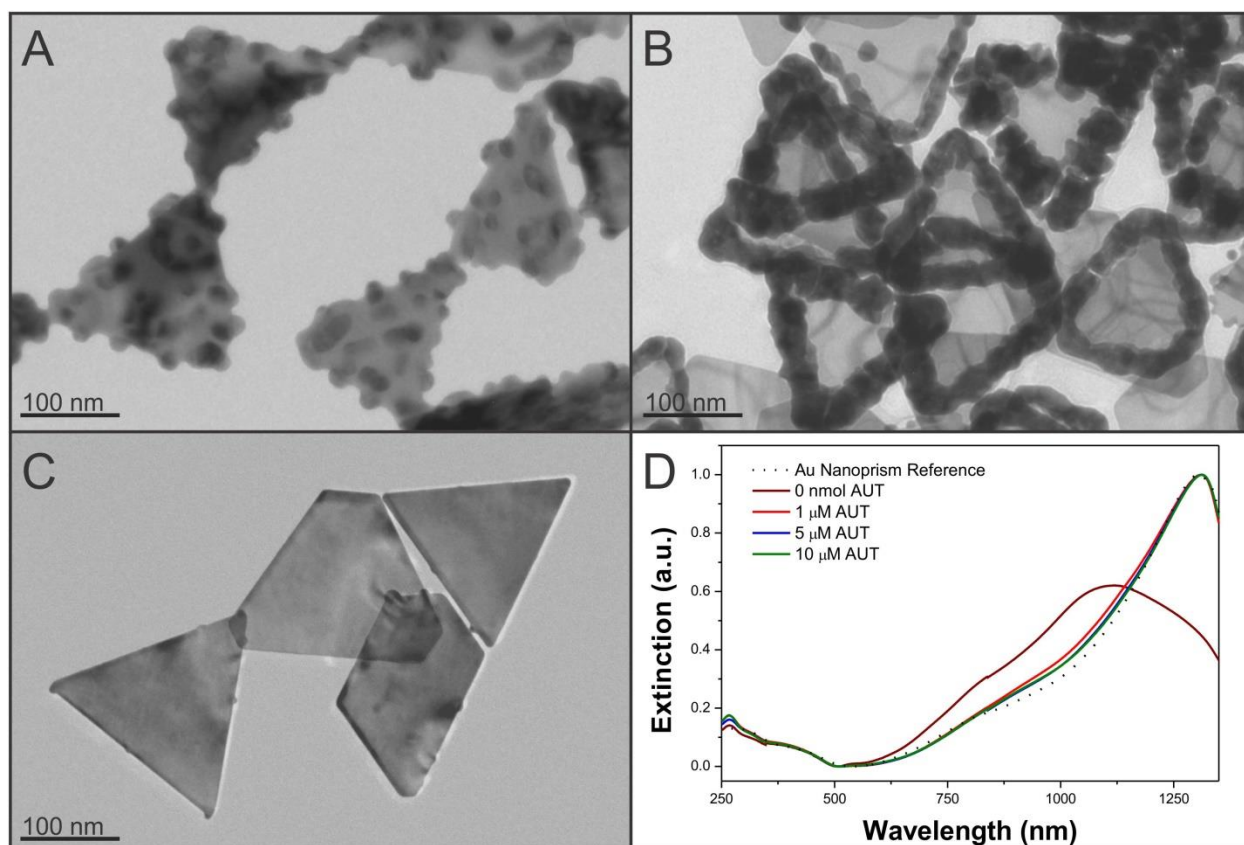 A
100 nm
B
100 nm
C
100 nm
D
Au Nanoprism Reference
0 nmol AUT
1 μM AUT
5 μM AUT
10 μM AUT
Extinction (a.u.)
1.0
0.8
0.6
0.4
0.2
0.0
250
500
750
1000
1250
Wavelength (nm)